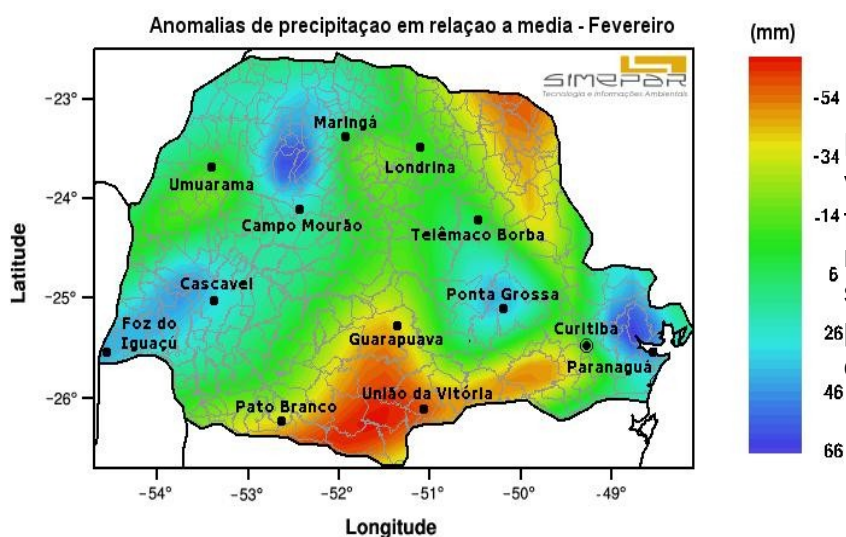 Anomalias de precipitaçao em relaçao a media - Fevereiro
(mm)
SIMEPAR
Tecnologia e Informações Ambientais
-23°
-24°
-25°
-26°
Latitude
Maringá
Londrina
Umuarama
Campo Mourão
Telêmaco Borba
Cascavel
Ponta Grossa
Foz do
Iguaçú
Guarapuava
Curitiba
Paranaguá
Pato Branco
União da Vitória
-54°
-53°
-52°
-51°
-50°
-49°
Longitude
-54
-34
-14
6
26
46
66